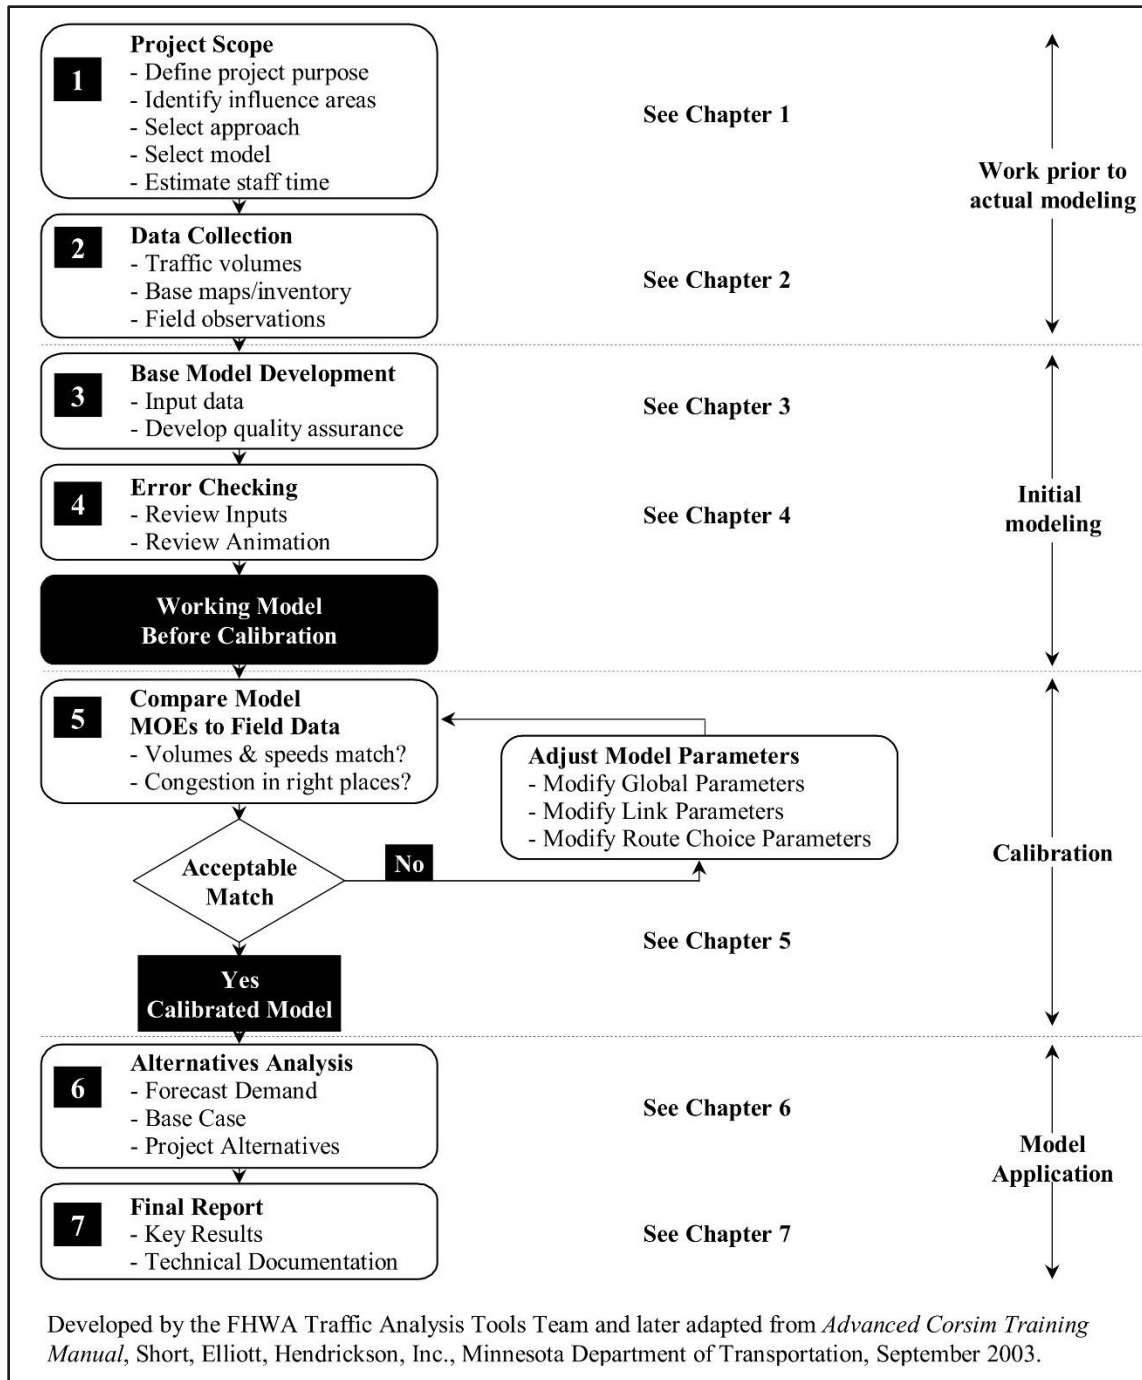 1
Project Scope
- Define project purpose
- Identify influence areas
- Select approach
- Select model
- Estimate staff time
See Chapter 1
Work prior to
actual modeling
2
Data Collection
- Traffic volumes
- Base maps/inventory
- Field observations
See Chapter 2
3
Base Model Development
- Input data
- Develop quality assurance
See Chapter 3
4
Error Checking
- Review Inputs
- Review Animation
See Chapter 4
Initial
modeling
Working Model
Before Calibration
5
Compare Model
MOEs to Field Data
- Volumes & speeds match?
- Congestion in right places?
Adjust Model Parameters
- Modify Global Parameters
- Modify Link Parameters
- Modify Route Choice Parameters
Calibration
Acceptable
Match
No
See Chapter 5
Yes
Calibrated Model
6
Alternatives Analysis
- Forecast Demand
- Base Case
- Project Alternatives
See Chapter 6
Model
Application
7
Final Report
- Key Results
- Technical Documentation
See Chapter 7
Developed by the FHWA Traffic Analysis Tools Team and later adapted from Advanced Corsim Training
Manual, Short, Elliott, Hendrickson, Inc., Minnesota Department of Transportation, September 2003.